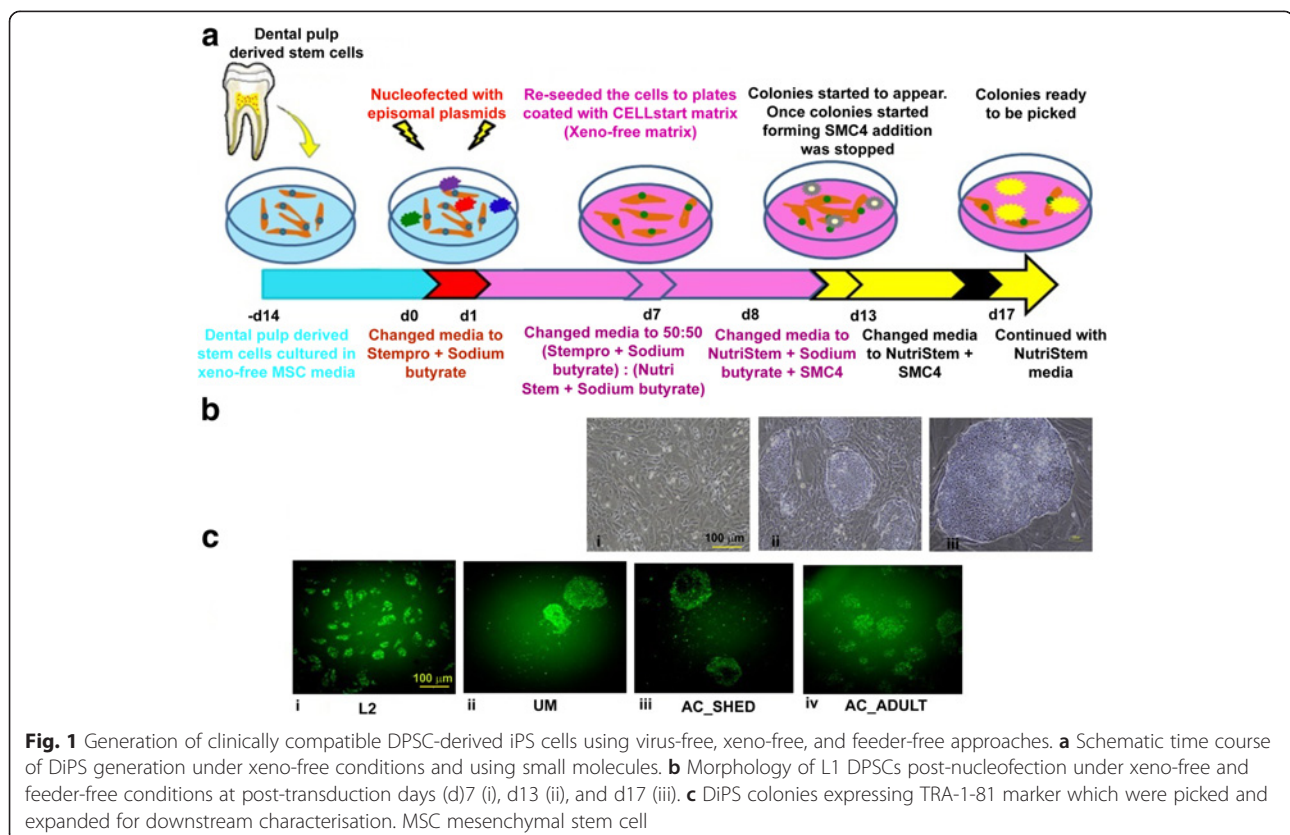 a
Dental pulp
derived stem cells
Nucleofected with
episomal plasmids
Re-seeded the cells to plates
coated with CELLstart matrix
(Xeno-free matrix)
Colonies started to appear.
Once colonies started
forming SMC4 addition
was stopped
Colonies ready
to be picked
-d14
d0
d1
d7
d8
d13
d17
Dental pulp derived
stem cells cultured in
xeno-free MSC media
Changed media to
Stempro + Sodium
butyrate
Changed media to 50:50
(Stempro + Sodium
butyrate) : (Nutri
Stem + Sodium butyrate)
Changed media to
NutriStem + Sodium
butyrate + SMC4
Changed media
to NutriStem +
SMC4
Continued with
NutriStem
media
b
i
100 µm
ii
iii
c
100 µm
i
L2
ii
UM
iii
AC_SHED
iv
AC_ADULT
Fig. 1 Generation of clinically compatible DPSC-derived iPS cells using virus-free, xeno-free, and feeder-free approaches. a Schematic time course
of DiPS generation under xeno-free conditions and using small molecules. b Morphology of L1 DPSCs post-nucleofection under xeno-free and
feeder-free conditions at post-transduction days (d)7 (i), d13 (ii), and d17 (iii). c DiPS colonies expressing TRA-1-81 marker which were picked and
expanded for downstream characterisation. MSC mesenchymal stem cell